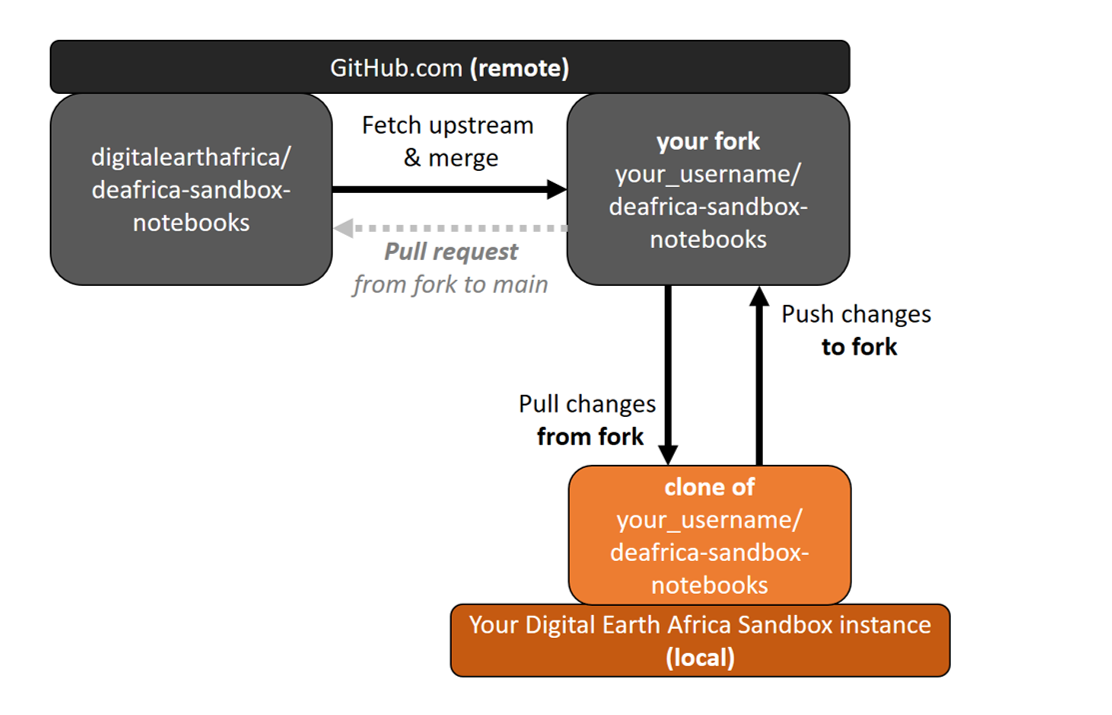 GitHub.com (remote)
digitalearthafrica/
deafrica-sandbox-
notebooks
Fetch upstream
& merge
Pull request
from fork to main
your fork
your_username/
deafrica-sandbox-
notebooks
Pull changes
from fork
Push changes
to fork
clone of
your_username/
deafrica-sandbox-
notebooks
Your Digital Earth Africa Sandbox instance
(local)